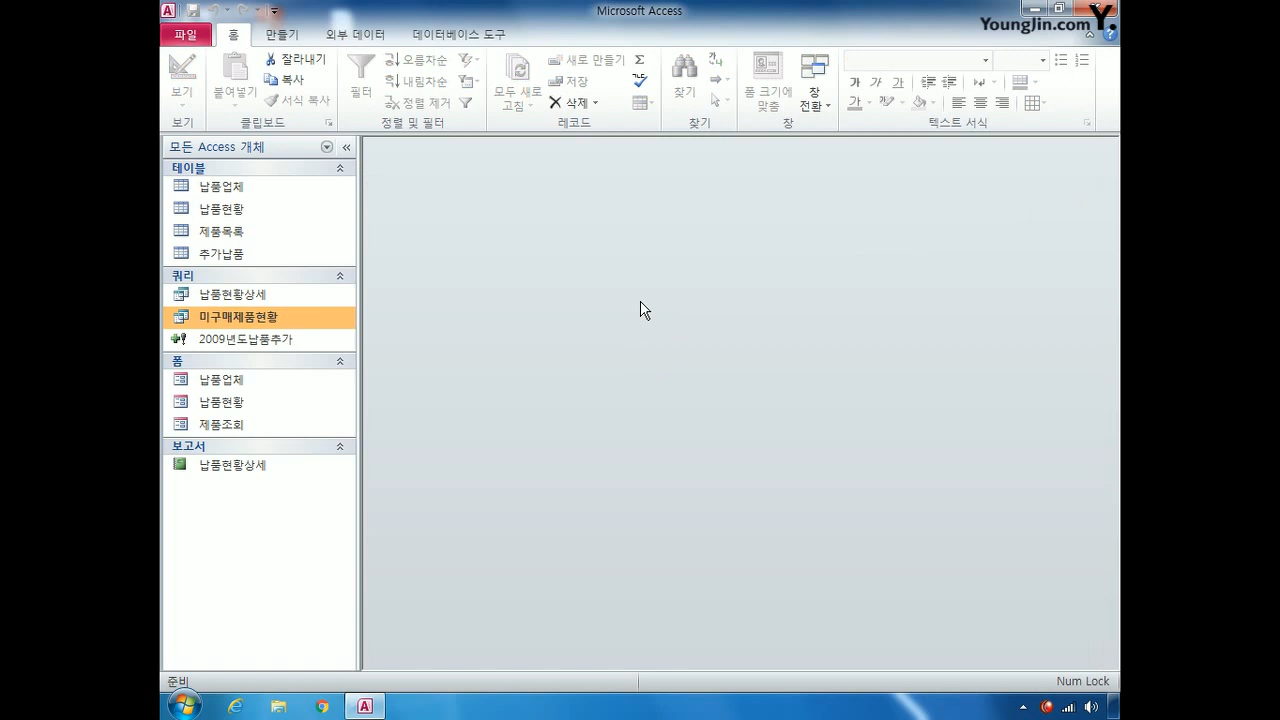 Microsoft Access
Younglin.com Y.
파일 홈 만들기 외부 데이터 데이터베이스 도구
보기
붙여넣기
잘라내기
복사
서식 복사
필터
오름차순
내림차순
정렬 제거
모두 새로 고침
새로 만들기
저장
삭제
찾기
폼 크기에 맞춤
창 전환
가 가 가
가
보기 클립보드 정렬 및 필터 레코드 찾기 창 텍스트 서식
모든 Access 개체
테이블
납품업체
납품현황
제품목록
추가납품
쿼리
납품현황상세
미구매제품현황
2009년도납품추가
폼
납품업체
납품현황
제품조회
보고서
납품현황상세
준비
Num Lock